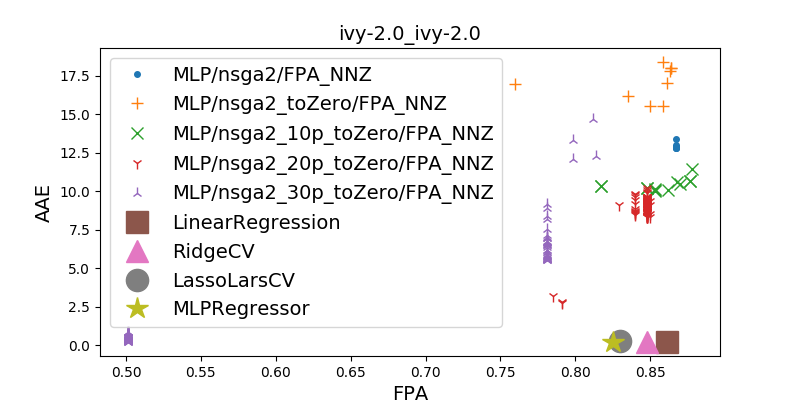 ivy-2.0_ivy-2.0
AAE
17.5
15.0
12.5
10.0
7.5
5.0
2.5
0.0
MLP/nsga2/FPA_NNZ
MLP/nsga2_toZero/FPA_NNZ
MLP/nsga2_10p_toZero/FPA_NNZ
MLP/nsga2_20p_toZero/FPA_NNZ
MLP/nsga2_30p_toZero/FPA_NNZ
LinearRegression
RidgeCV
LassoLarsCV
MLPRegressor
0.50 0.55 0.60 0.65 0.70 0.75 0.80 0.85
FPA